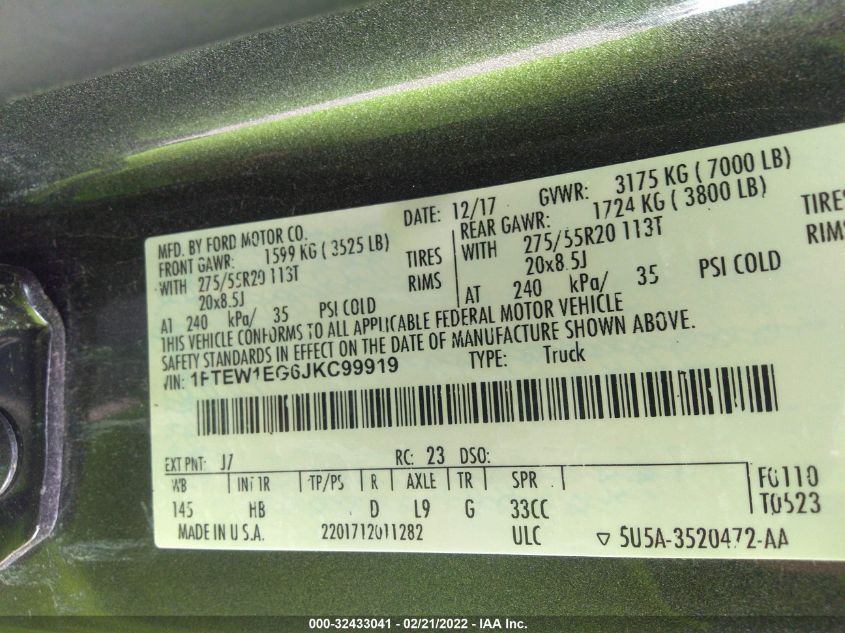 MFD. BY FORD MOTOR CO.
DATE: 12/17 GVWR: 3175 KG ( 7000 LB)
FRONT GAWR: 1599 KG ( 3525 LB)
REAR GAWR: 1724 KG ( 3800 LB)
WITH 275/55R20 113T TIRES
WITH 275/55R20 113T TIRES
20x8.5J RIMS
20x8.5J RIMS
AT 240 kPa/ 35 PSI COLD
AT 240 kPa/ 35 PSI COLD
THIS VEHICLE CONFORMS TO ALL APPLICABLE FEDERAL MOTOR VEHICLE
SAFETY STANDARDS IN EFFECT ON THE DATE OF MANUFACTURE SHOWN ABOVE.
VIN: 1FTEW1EG6JKC99919 TYPE: Truck
EXT PNT: J7 RC: 23 DSO:
WB INT TR TP/PS R AXLE TR SPR F0110
145 HB D L9 G 33CC T0523
MADE IN U.S.A. 2201712011282 ULC ▽ 5U5A-3520472-AA
000-32433041 - 02/21/2022 - IAA Inc.